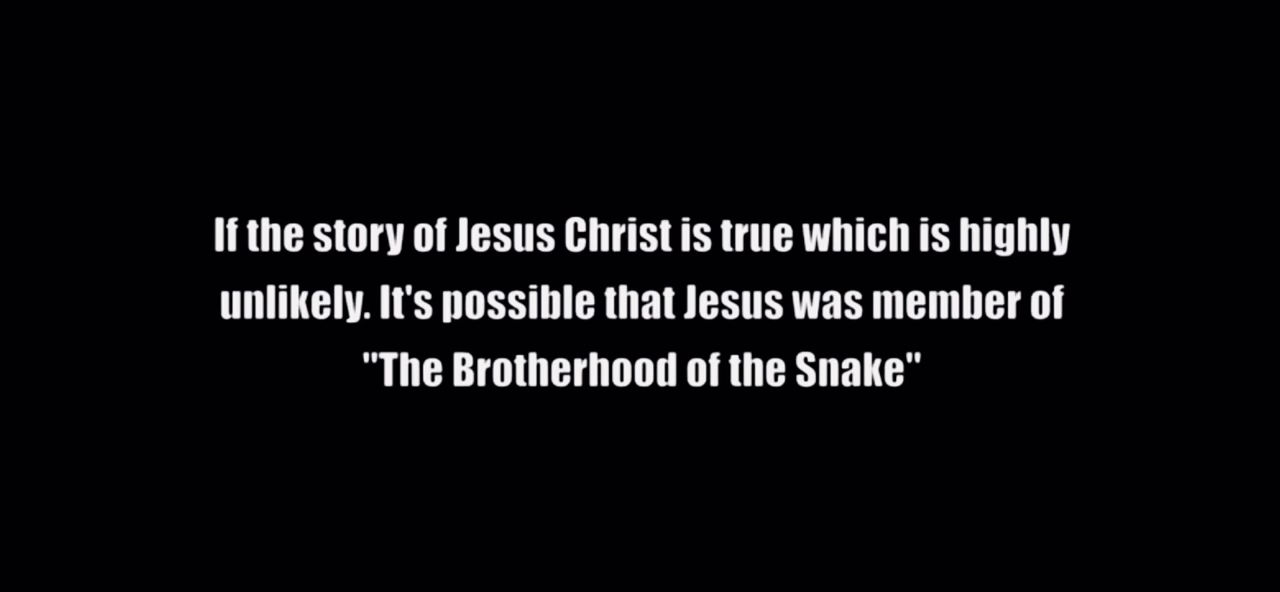 If the story of Jesus Christ is true which is highly
unlikely. It's possible that Jesus was member of
"The Brotherhood of the Snake"